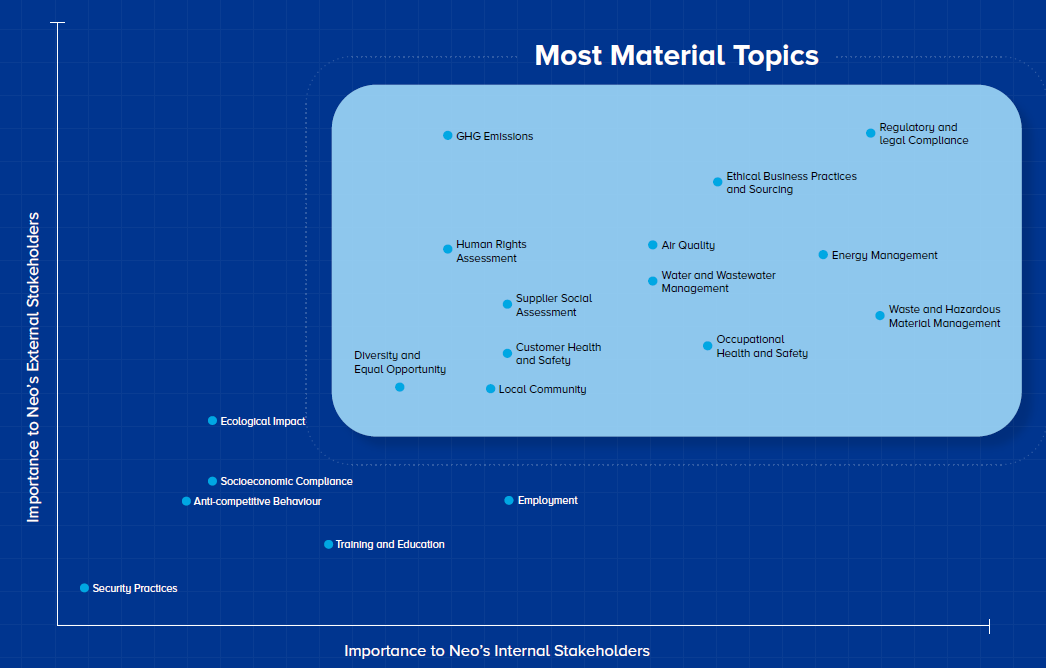 Most Material Topics
GHG Emissions
Regulatory and
legal Compliance
Ethical Business Practices
and Sourcing
Human Rights
Assessment
Air Quality
Energy Management
Water and Wastewater
Management
Supplier Social
Assessment
Waste and Hazardous
Material Management
Occupational
Health and Safety
Customer Health
and Safety
Diversity and
Equal Opportunity
Local Community
Ecological Impact
Socioeconomic Compliance
Anti-competitive Behaviour
Employment
Training and Education
Security Practices
Importance to Neo's External Stakeholders
Importance to Neo's Internal Stakeholders